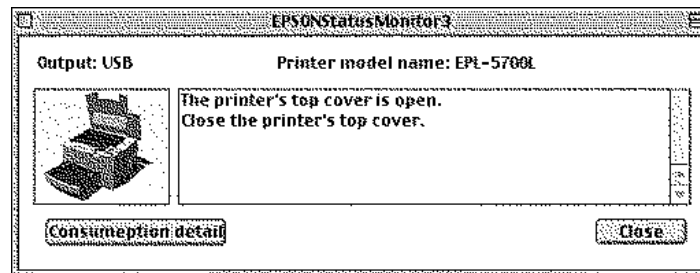 EPSONStatusMonitor3
Output: USB
Printer model name: EPL-5700L
The printer's top cover is open.
Close the printer's top cover.
Consumeption detail
Close